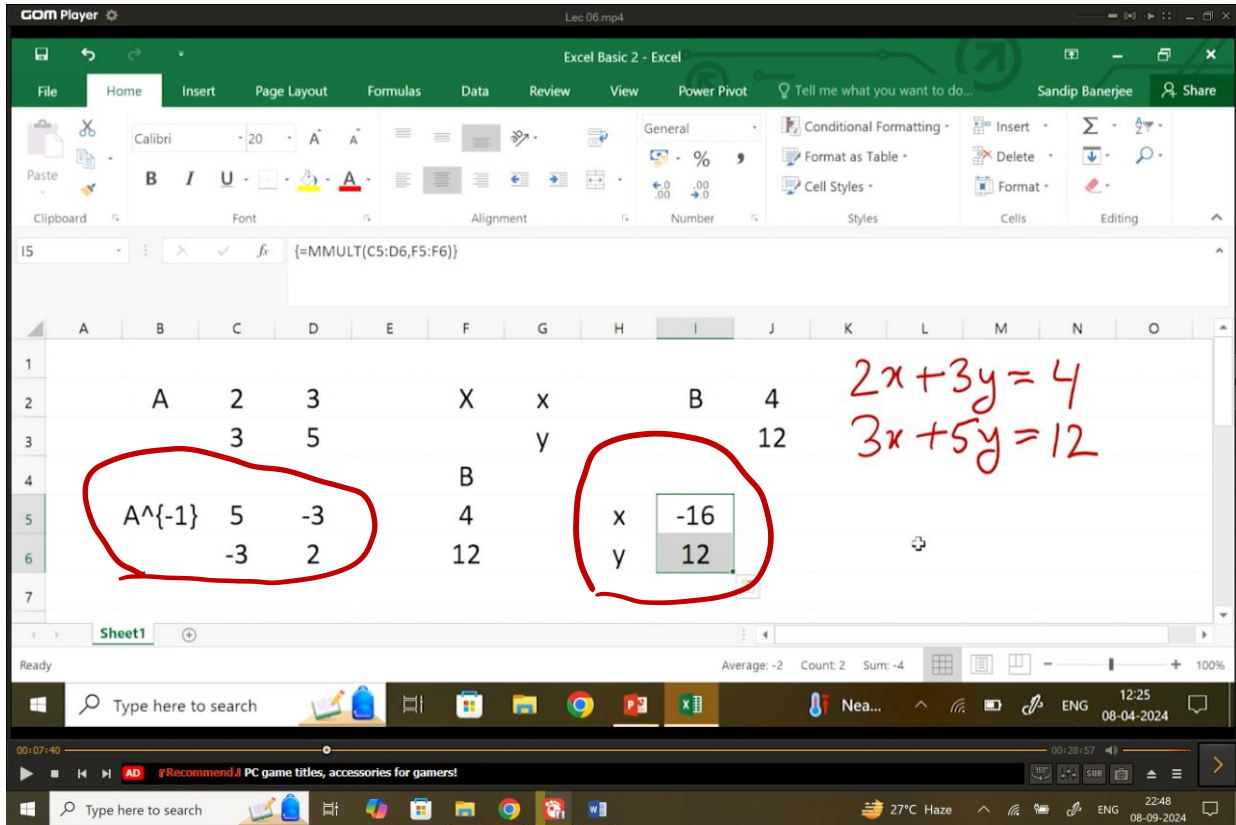 GOM Player Lec 06.mp4
Excel Basic 2 - Excel
File Home Insert Page Layout Formulas Data Review View Power Pivot Tell me what you want to do... Sandip Banerjee Share
Calibri 20 A A General Conditional Formatting Insert Σ
Paste % Format as Table Delete
B I U A Cell Styles Format
Clipboard Font Alignment Number Styles Cells Editing
I5 fx {=MMULT(C5:D6,F5:F6)}
A B C D E F G H I J K L M N O
1
2 A 2 3 X x B 4 2x+3y=4
3 3 5 y 12 3x+5y=12
4 B
5 A^{-1} 5 -3 4 x -16
6 -3 2 12 y 12
7
Sheet1
Ready Average: -2 Count: 2 Sum: -4 100%
Type here to search Nea... ENG 12:25
08-04-2024
00:07:40 00:28:57
AD Recommend PC game titles, accessories for gamers! 360° SUB
Type here to search 27°C Haze ENG 22:48
08-09-2024